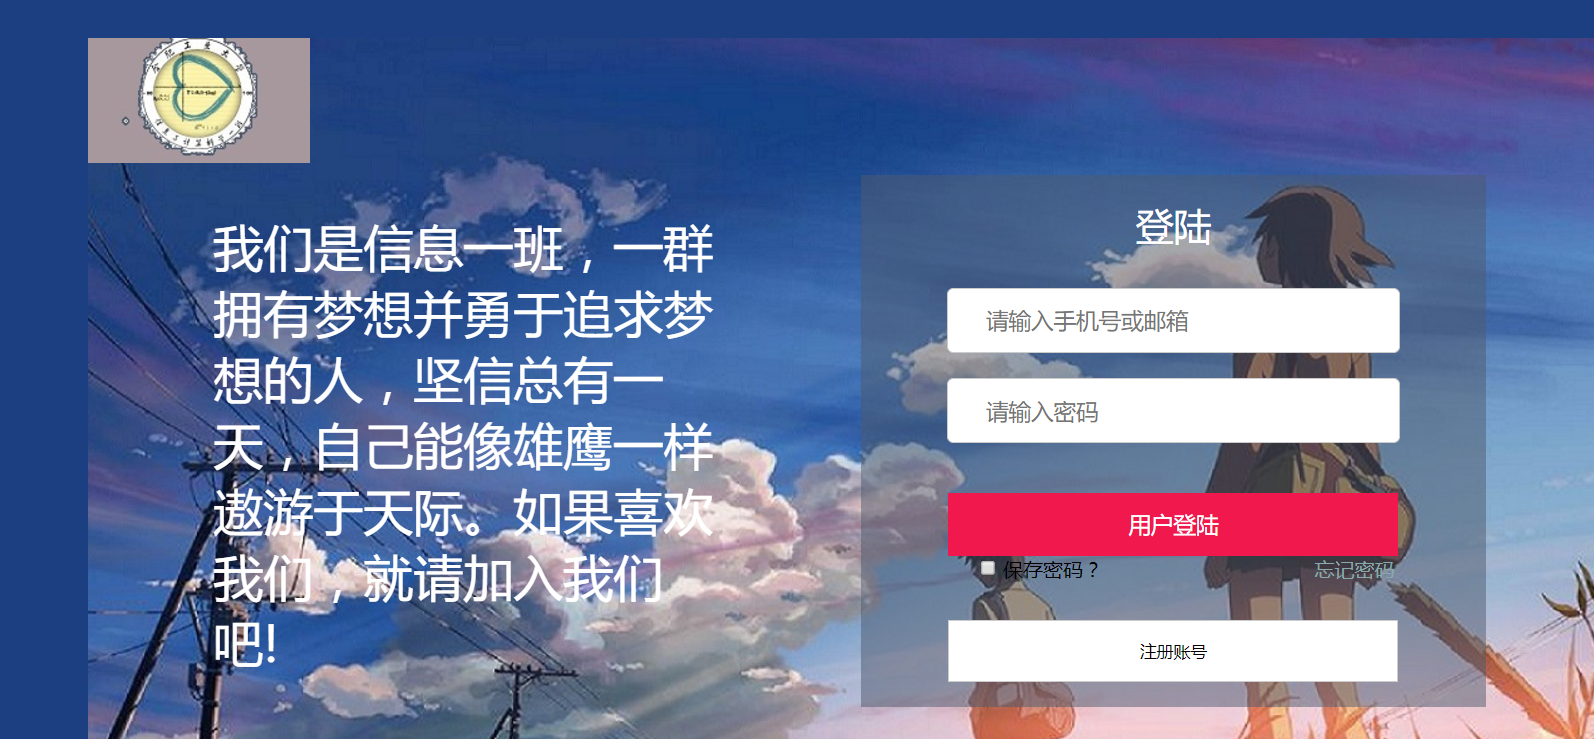 我们是信息一班，一群
拥有梦想并勇于追求梦
想的人，坚信总有一
天，自己能像雄鹰一样
遨游于天际。如果喜欢
我们，就请加入我们
吧!
登陆
请输入手机号或邮箱
请输入密码
用户登陆
保存密码？
忘记密码
注册账号